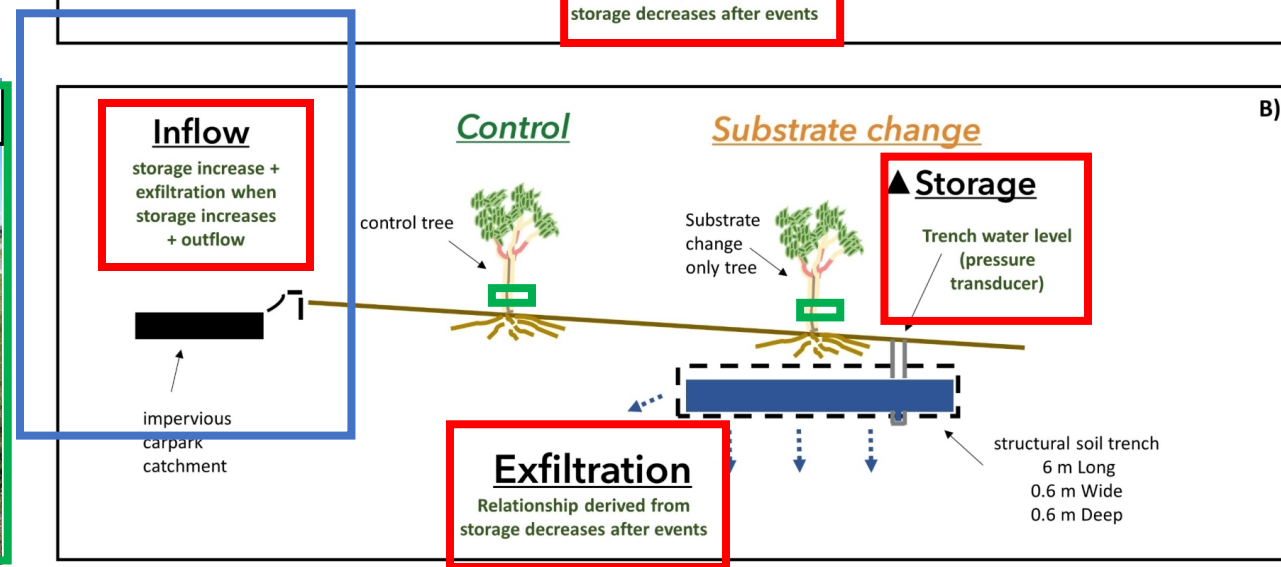 storage decreases after events
B)
Inflow
storage increase +
exfiltration when
storage increases
+ outflow
Control
Substrate change
control tree
Substrate
change
only tree
▲Storage
Trench water level
(pressure
transducer)
impervious
carpark
catchment
Exfiltration
Relationship derived from
storage decreases after events
structural soil trench
6 m Long
0.6 m Wide
0.6 m Deep